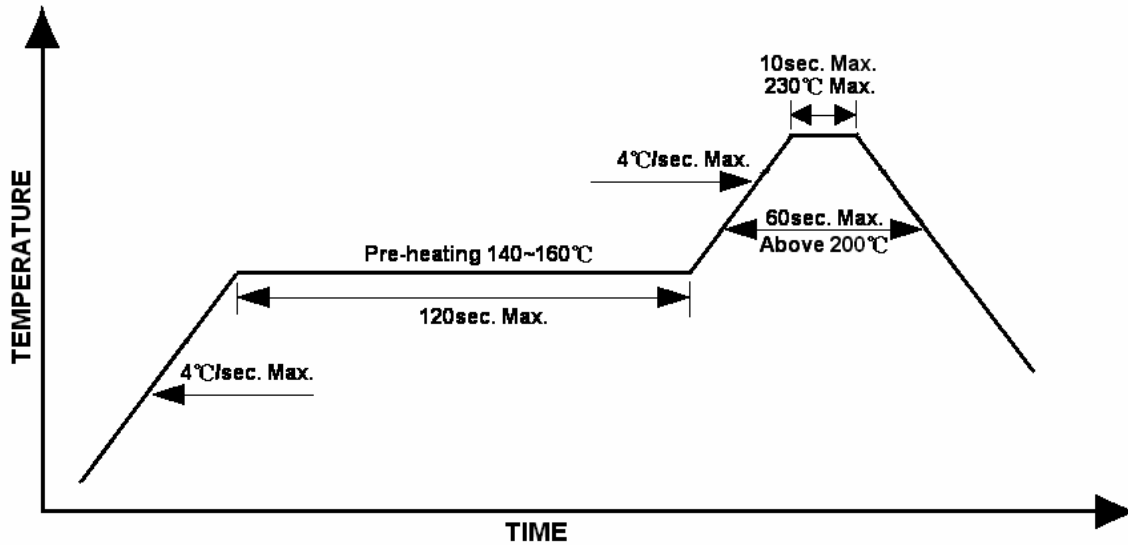 10sec. Max.
230℃ Max.
4℃/sec. Max.
60sec. Max.
Above 200℃
Pre-heating 140~160℃
120sec. Max.
4℃/sec. Max.
TEMPERATURE
TIME